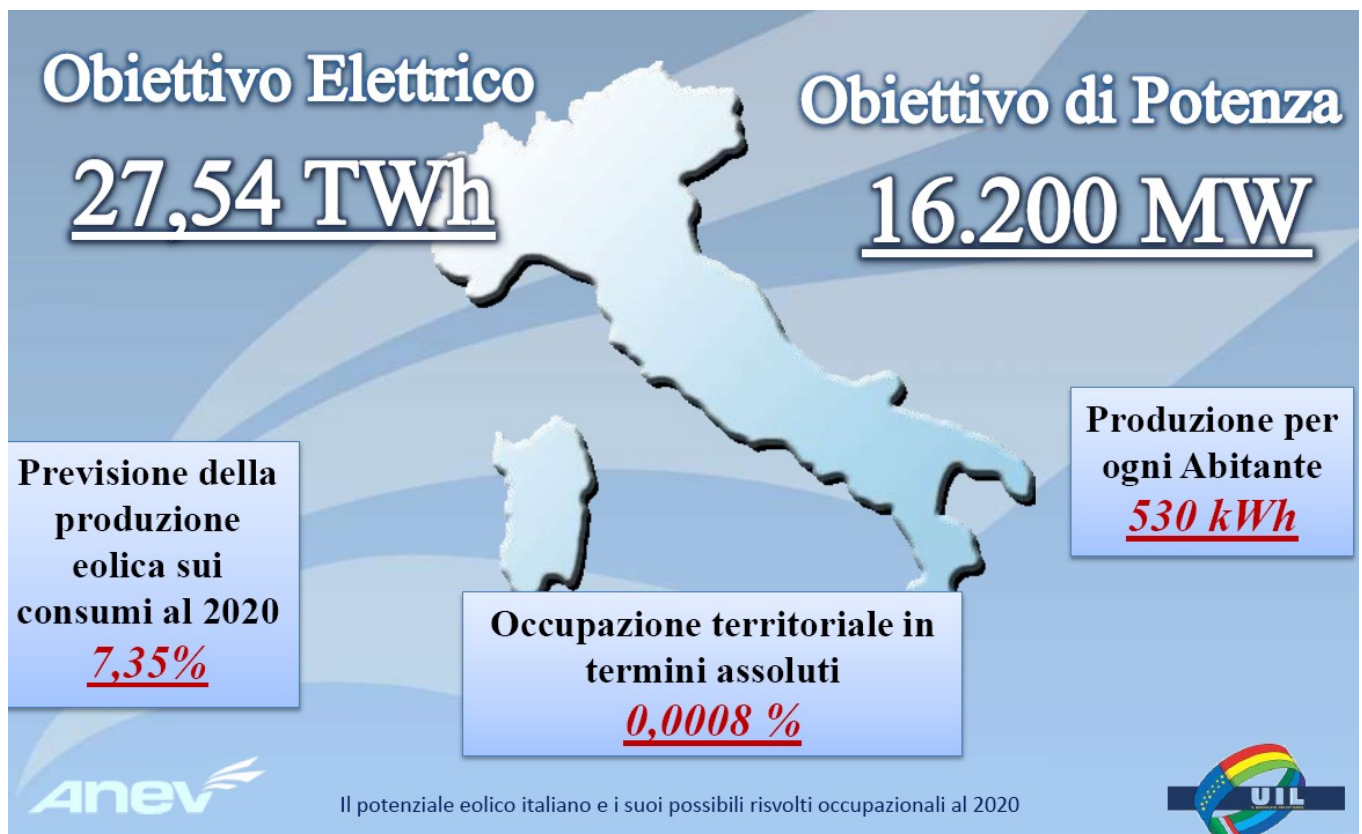 Obiettivo Elettrico
27,54 TWh
Obiettivo di Potenza
16.200 MW
Produzione per
ogni Abitante
530 kWh
Previsione della
produzione
eolica sui
consumi al 2020
7,35%
Occupazione territoriale in
termini assoluti
0,0008 %
anev
Il potenziale eolico italiano e i suoi possibili risvolti occupazionali al 2020
UIL